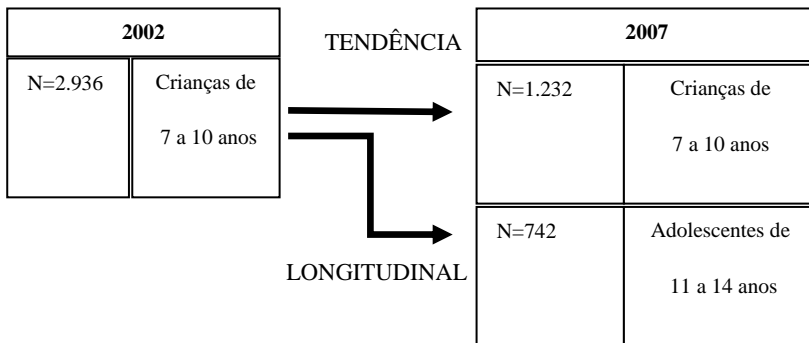 2002
N=2.936
Crianças de
7 a 10 anos
TENDÊNCIA
LONGITUDINAL
2007
N=1.232
Crianças de
7 a 10 anos
N=742
Adolescentes de
11 a 14 anos